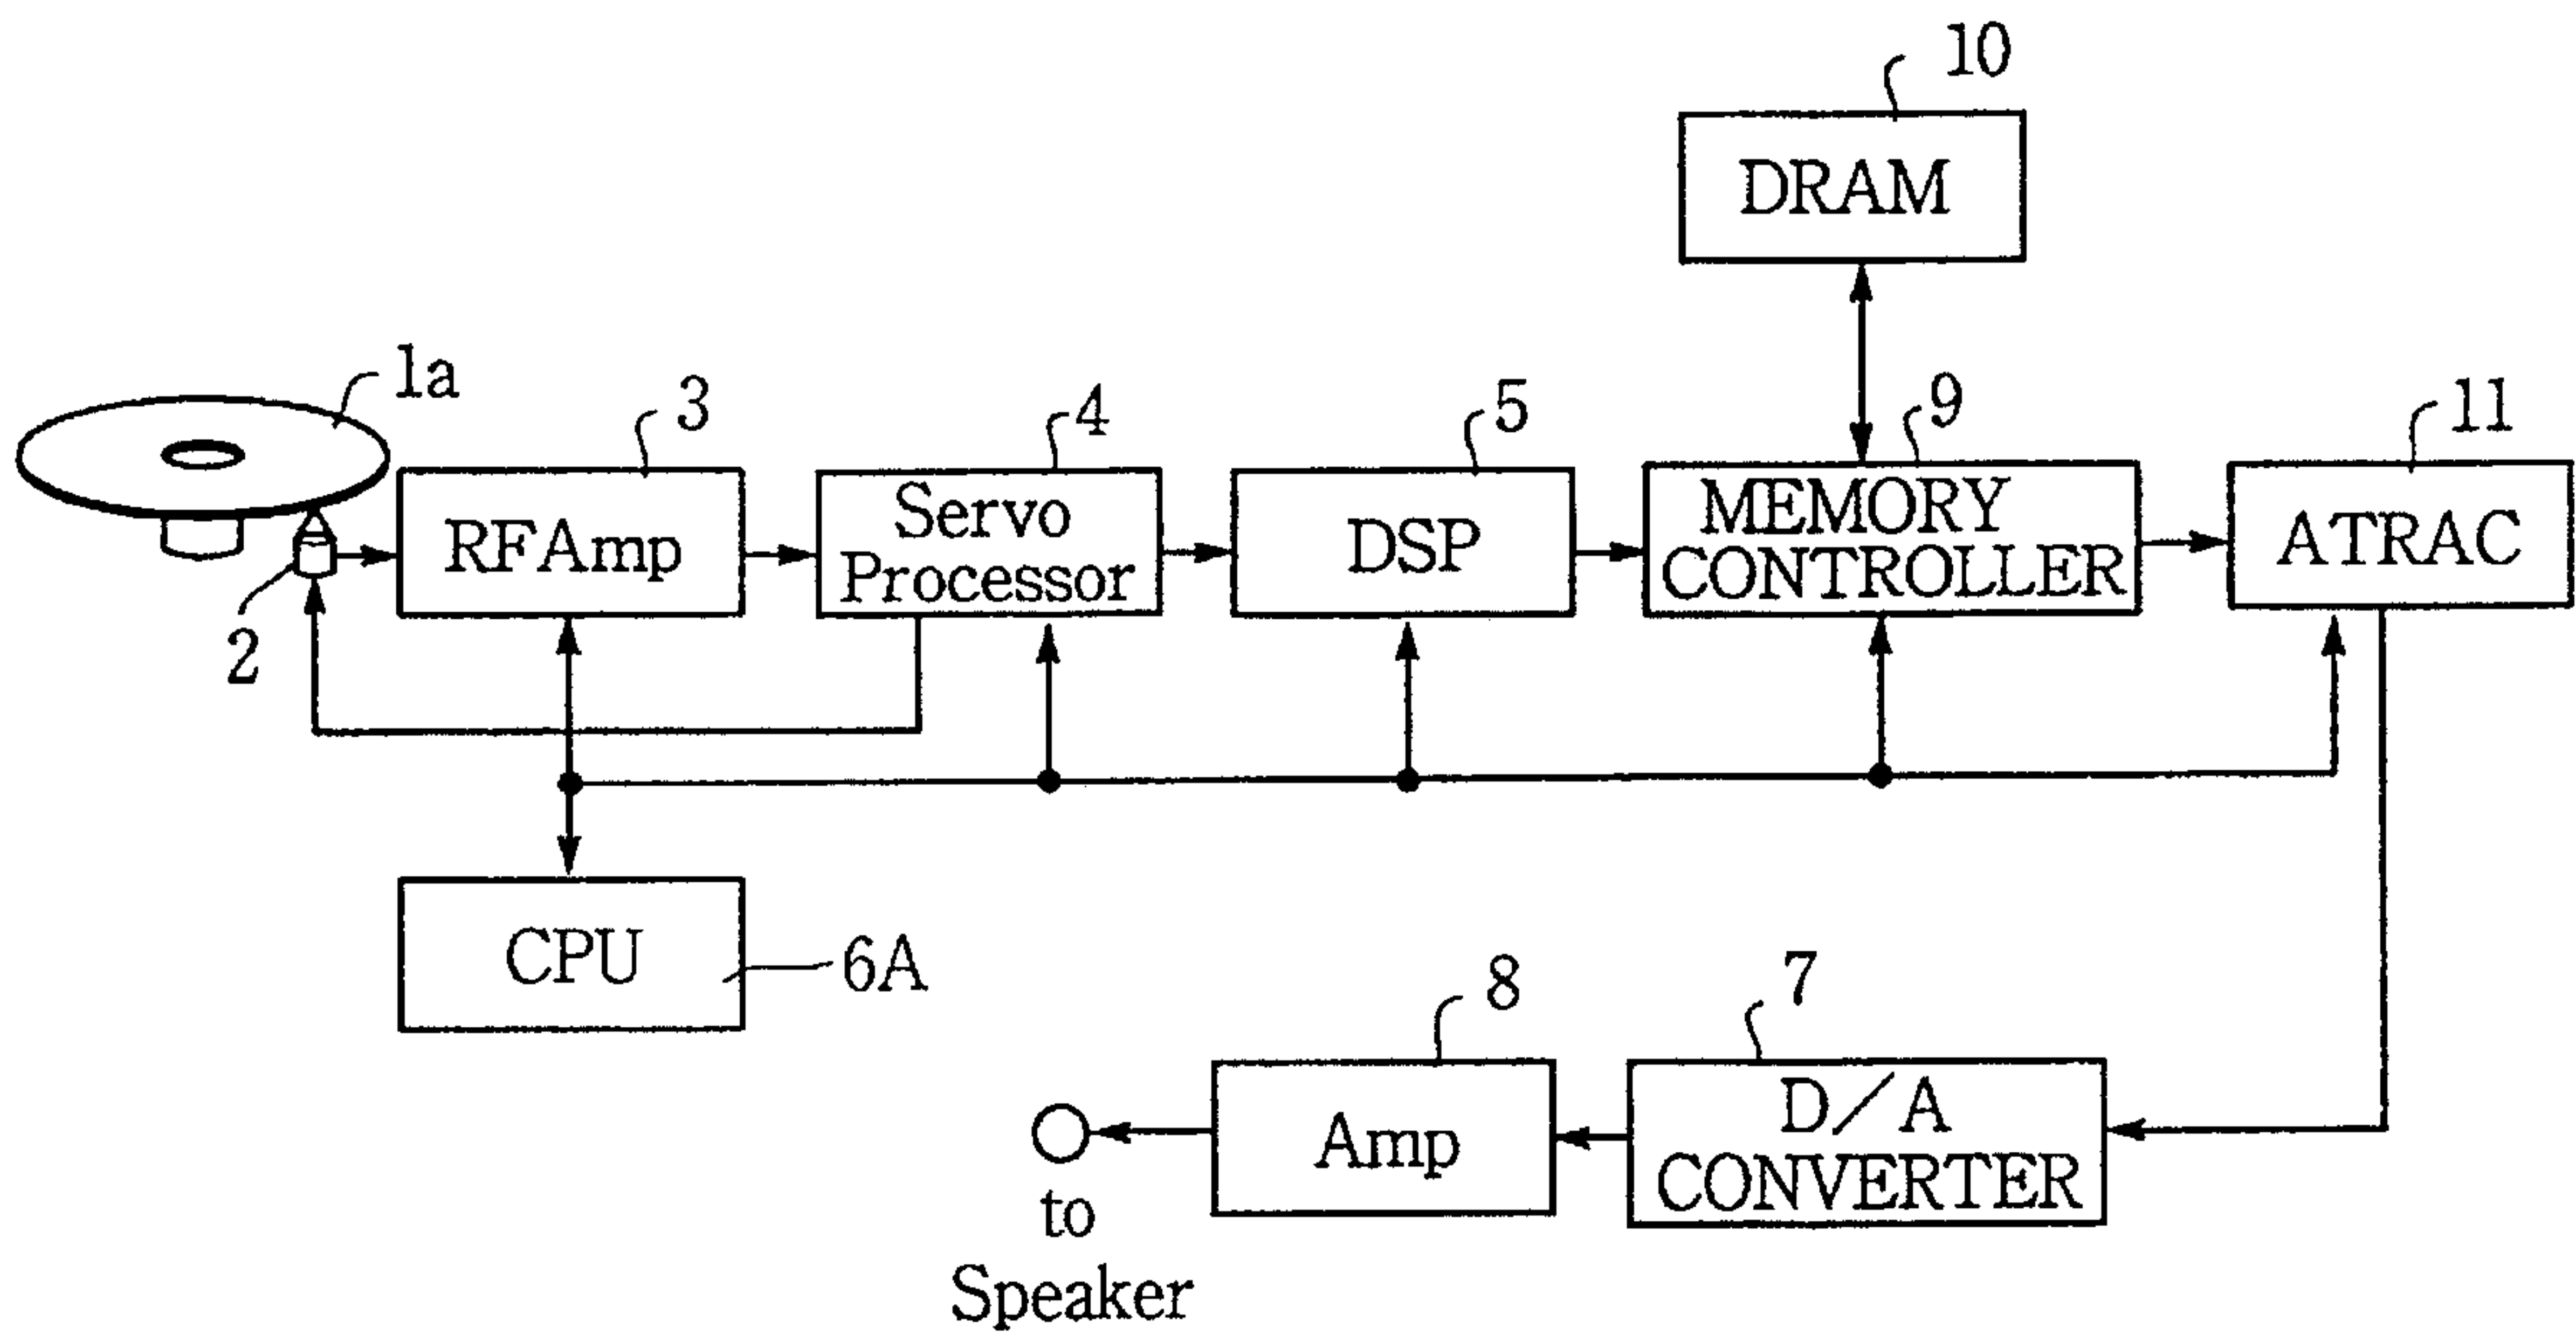 10
DRAM
1a
3
4
5
9
11
RFAmp
Servo
Processor
DSP
MEMORY
CONTROLLER
ATRAC
2
CPU
6A
8
7
Amp
D/A
CONVERTER
to
Speaker